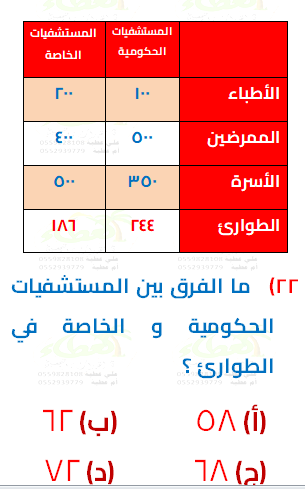 المستشفيات الحكومية المستشفيات الخاصة
الأطباء ١٠٠ ٢٠٠
الممرضين ٥٠٠ ٤٠٠
الأسرة ٣٥٠ ٥٠٠
الطوارئ ٢٤٤ ١٨٦
٢٢) ما الفرق بين المستشفيات
الحكومية و الخاصة في
الطوارئ ؟
(أ) ٥٨ (ب) ٦٢
(ج) ٦٨ (د) ٧٢